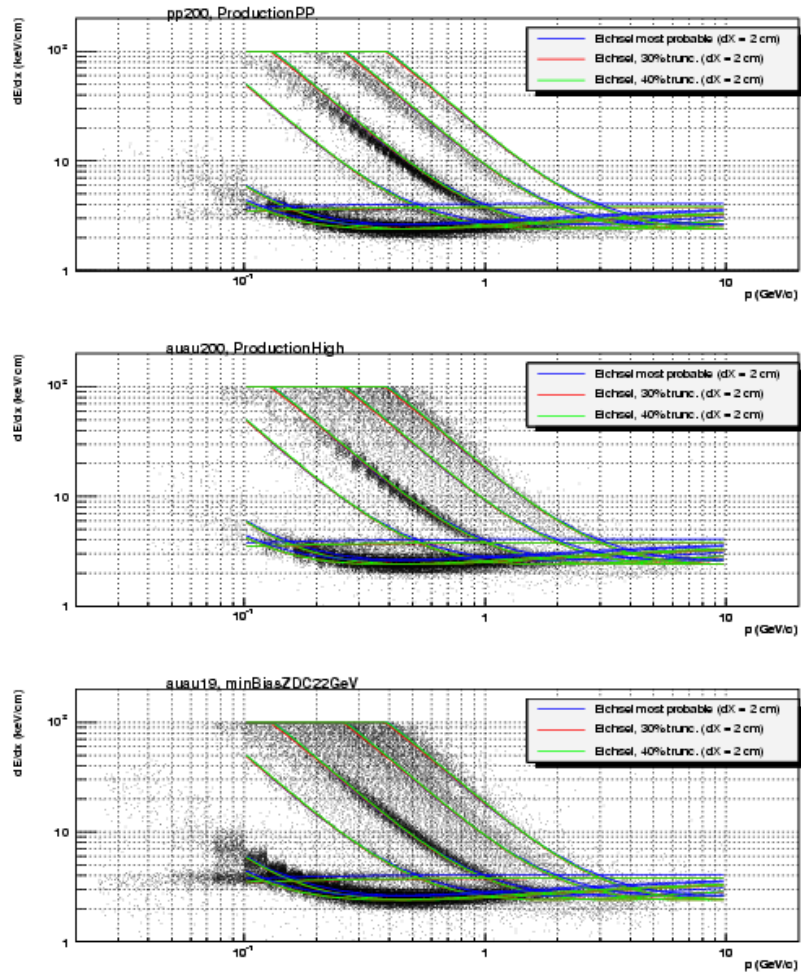 pp200, ProductionPP
dE/dx (keV/cm)
10²
10
1
Bichsel most probable (dX = 2 cm)
Bichsel, 30% trunc. (dX = 2 cm)
Bichsel, 40% trunc. (dX = 2 cm)
10⁻¹ 1 10
p (GeV/c)
auau200, ProductionHigh
dE/dx (keV/cm)
10²
10
1
Bichsel most probable (dX = 2 cm)
Bichsel, 30% trunc. (dX = 2 cm)
Bichsel, 40% trunc. (dX = 2 cm)
10⁻¹ 1 10
p (GeV/c)
auau19, minBiasZDC22GeV
dE/dx (keV/cm)
10²
10
1
Bichsel most probable (dX = 2 cm)
Bichsel, 30% trunc. (dX = 2 cm)
Bichsel, 40% trunc. (dX = 2 cm)
10⁻¹ 1 10
p (GeV/c)